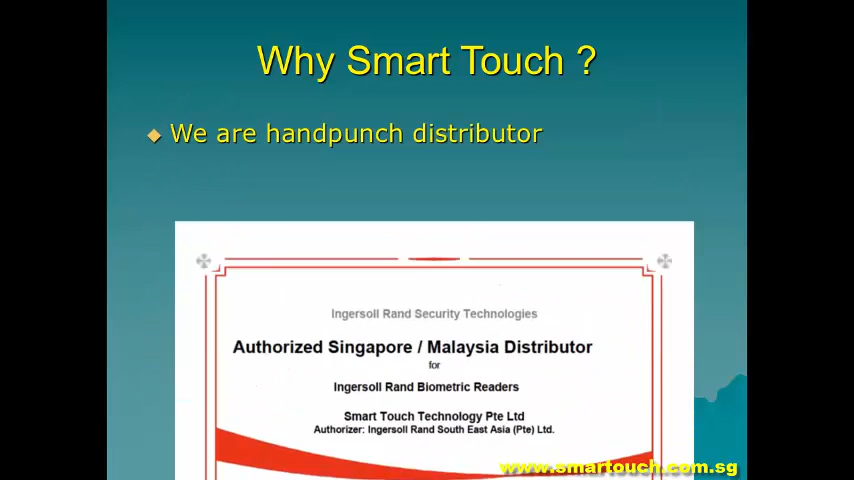 Why Smart Touch ?
We are handpunch distributor
Ingersoll Rand Security Technologies
Authorized Singapore / Malaysia Distributor
for
Ingersoll Rand Biometric Readers
Smart Touch Technology Pte Ltd
Authorizer: Ingersoll Rand South East Asia (Pte) Ltd.
www.smartouch.com.sg